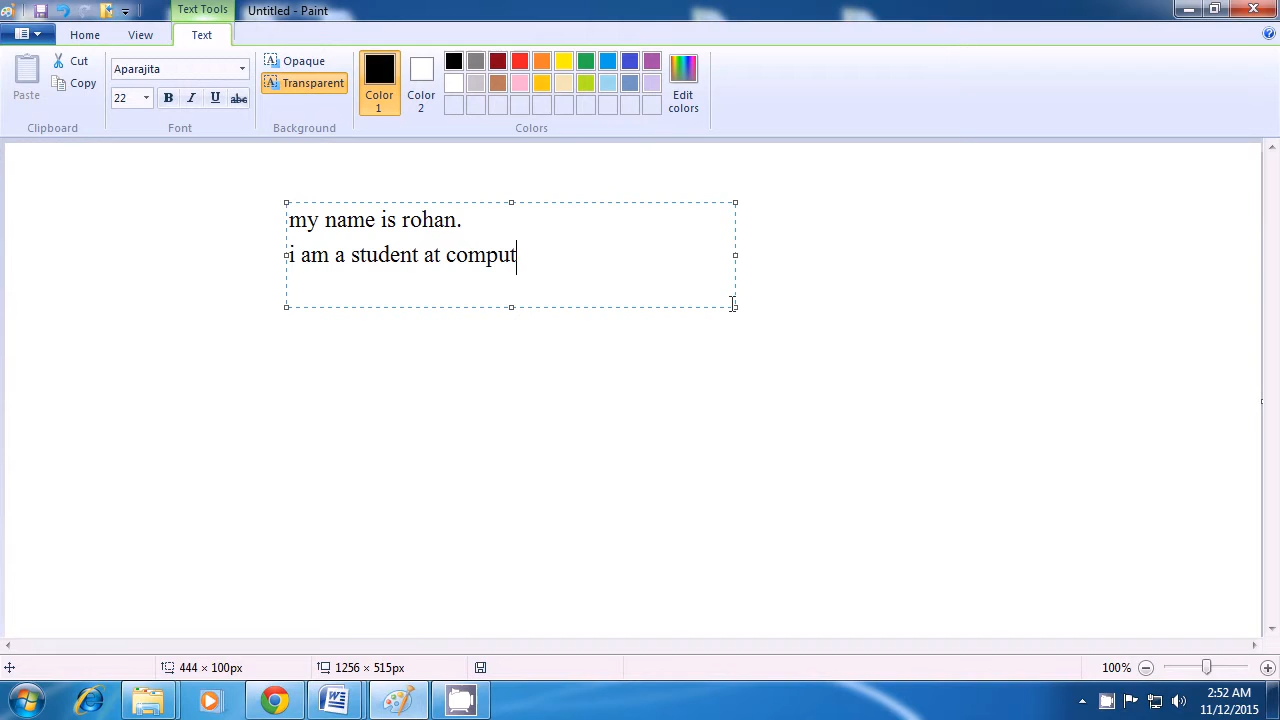 Text Tools
Untitled - Paint
Home
View
Text
Paste
Cut
Copy
Clipboard
Aparajita
22
B
I
U
abc
Font
Opaque
Transparent
Background
Color 1
Color 2
Edit colors
Colors
my name is rohan.
i am a student at comput
444 × 100px
1256 × 515px
100%
2:52 AM
11/12/2015